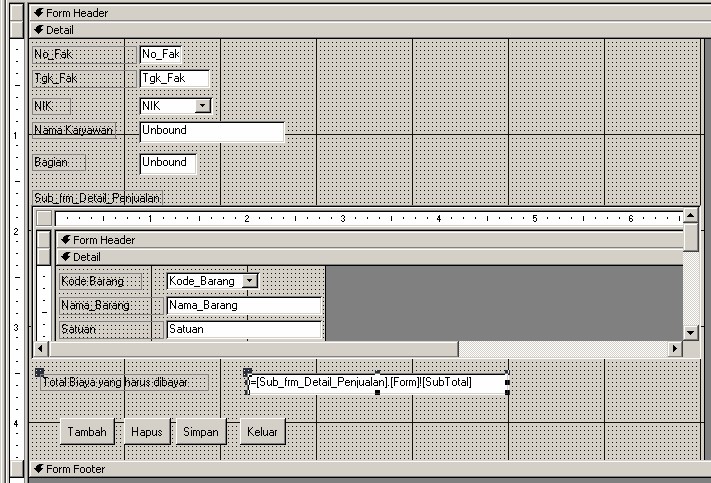 Form Header
Detail
No_Fak No_Fak
Tgk_Fak Tgk_Fak
NIK NIK
1
Nama Karyawan Unbound
Bagian Unbound
Sub_frm_Detail_Penjualan
1 2 3 4 5 6
2
Form Header
Detail
Kode Barang Kode_Barang
Nama_Barang Nama_Barang
3
Satuan Satuan
Total Biaya yang harus dibayar =[Sub_frm_Detail_Penjualan].[Form]![SubTotal]
4
Tambah Hapus Simpan Keluar
Form Footer